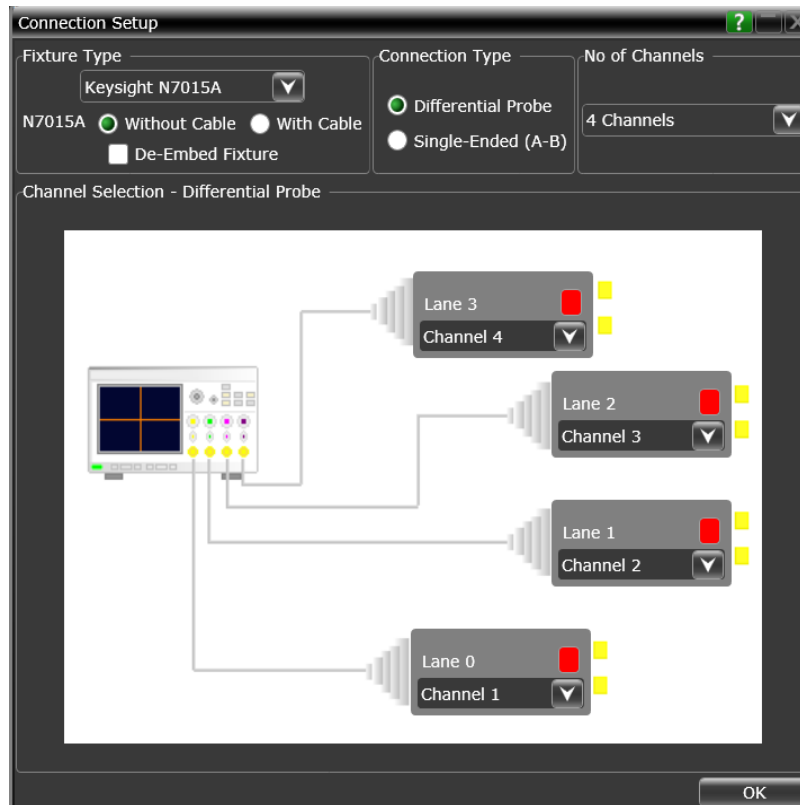 Connection Setup
?
Fixture Type
Keysight N7015A
N7015A Without Cable With Cable
De-Embed Fixture
Connection Type
Differential Probe
Single-Ended (A-B)
No of Channels
4 Channels
Channel Selection - Differential Probe
Lane 3
Channel 4
Lane 2
Channel 3
Lane 1
Channel 2
Lane 0
Channel 1
OK